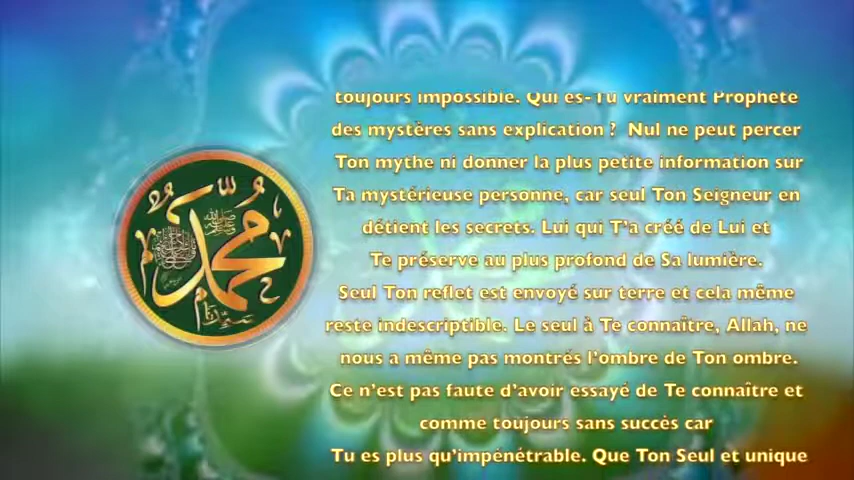 محمد
toujours impossible. Qui es-Tu vraiment Prophète
des mystères sans explication ? Nul ne peut percer
Ton mythe ni donner la plus petite information sur
Ta mystérieuse personne, car seul Ton Seigneur en
détient les secrets. Lui qui T'a créé de Lui et
Te préserve au plus profond de Sa lumière.
Seul Ton reflet est envoyé sur terre et cela même
reste indescriptible. Le seul à Te connaître, Allah, ne
nous a même pas montrés l'ombre de Ton ombre.
Ce n'est pas faute d'avoir essayé de Te connaître et
comme toujours sans succès car
Tu es plus qu'impénétrable. Que Ton Seul et unique